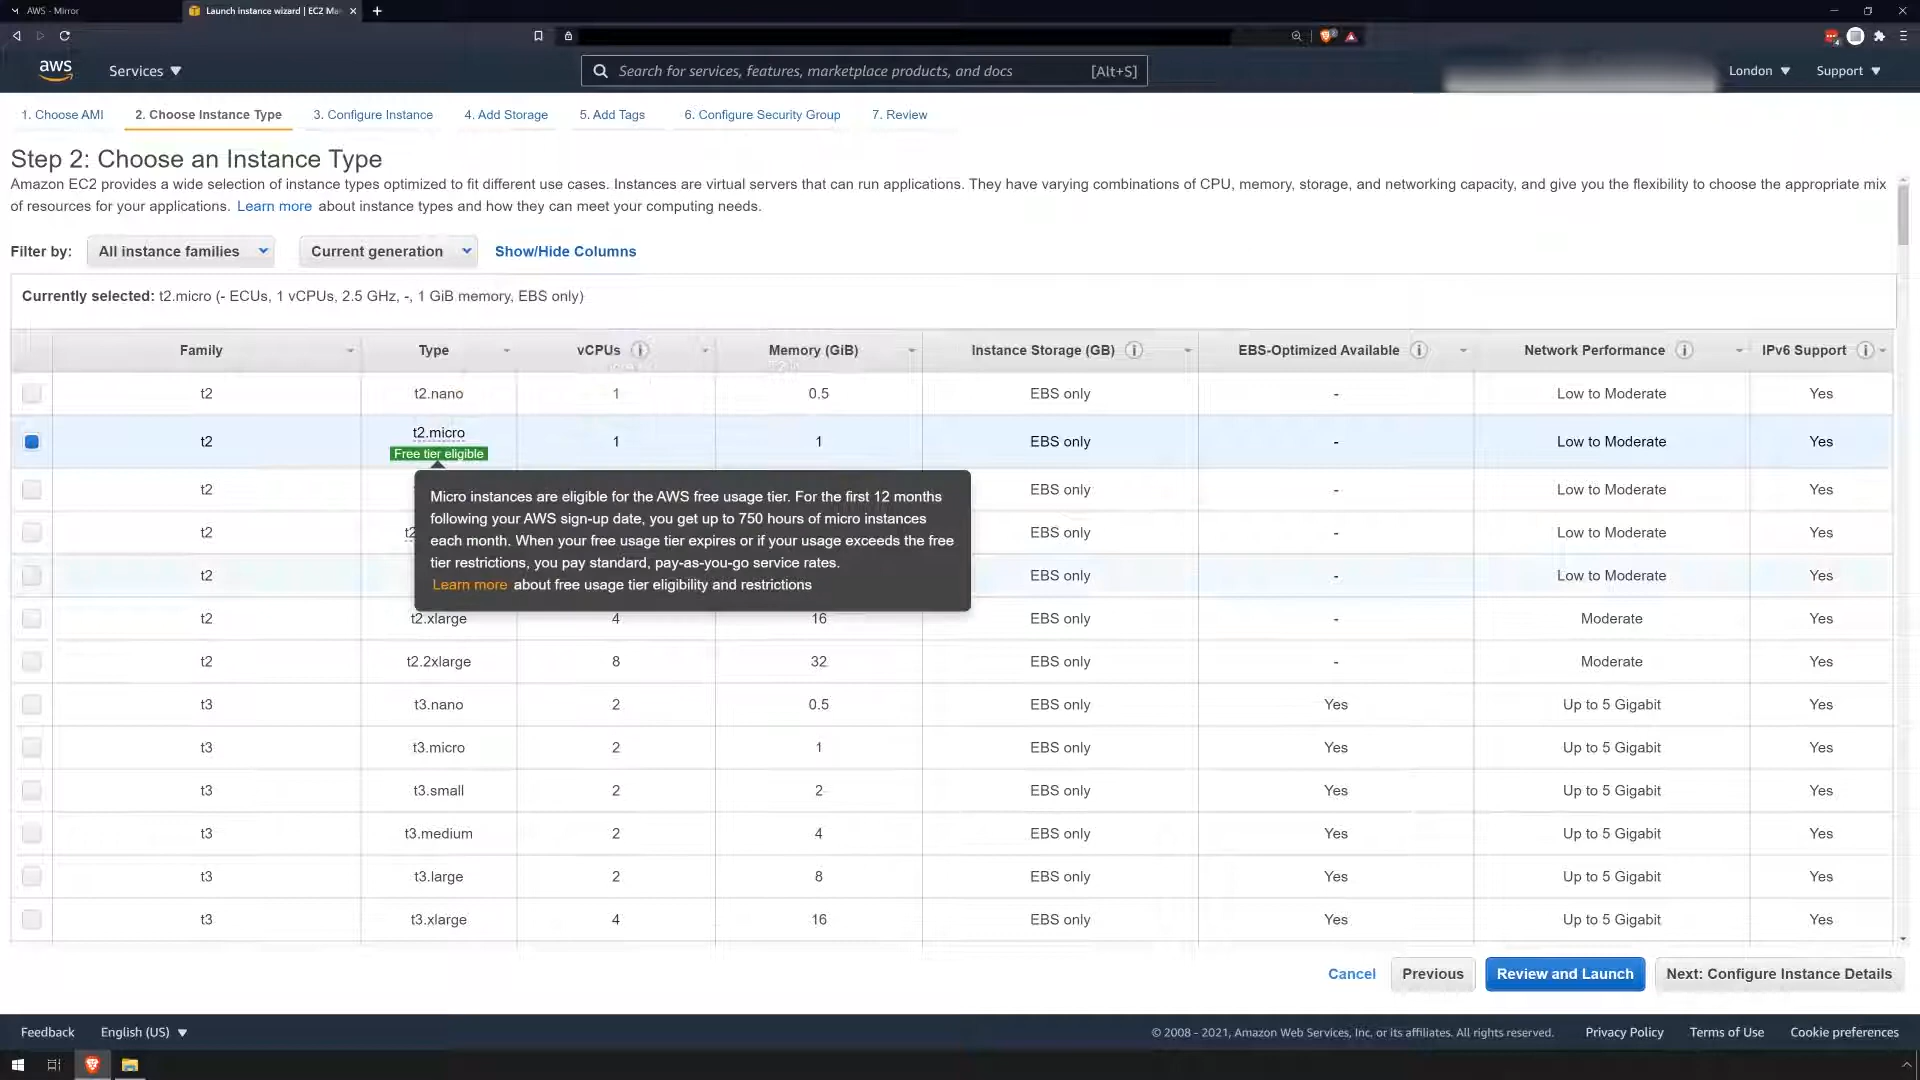 AWS - Mirror
Launch instance wizard | EC2 Ma
aws
Services
Search for services, features, marketplace products, and docs
[Alt+S]
London
Support
1. Choose AMI
2. Choose Instance Type
3. Configure Instance
4. Add Storage
5. Add Tags
6. Configure Security Group
7. Review
Step 2: Choose an Instance Type
Amazon EC2 provides a wide selection of instance types optimized to fit different use cases. Instances are virtual servers that can run applications. They have varying combinations of CPU, memory, storage, and networking capacity, and give you the flexibility to choose the appropriate mix
of resources for your applications. Learn more about instance types and how they can meet your computing needs.
Filter by: All instance families Current generation Show/Hide Columns
Currently selected: t2.micro (- ECUs, 1 vCPUs, 2.5 GHz, -, 1 GiB memory, EBS only)
Family Type vCPUs Memory (GiB) Instance Storage (GB) EBS-Optimized Available Network Performance IPv6 Support
t2 t2.nano 1 0.5 EBS only - Low to Moderate Yes
t2 t2.micro 1 1 EBS only - Low to Moderate Yes
Free tier eligible
t2 EBS only - Low to Moderate Yes
t2 t2 EBS only - Low to Moderate Yes
t2 EBS only - Low to Moderate Yes
Micro instances are eligible for the AWS free usage tier. For the first 12 months
following your AWS sign-up date, you get up to 750 hours of micro instances
each month. When your free usage tier expires or if your usage exceeds the free
tier restrictions, you pay standard, pay-as-you-go service rates.
Learn more about free usage tier eligibility and restrictions
t2 t2.xlarge 4 16 EBS only - Moderate Yes
t2 t2.2xlarge 8 32 EBS only - Moderate Yes
t3 t3.nano 2 0.5 EBS only Yes Up to 5 Gigabit Yes
t3 t3.micro 2 1 EBS only Yes Up to 5 Gigabit Yes
t3 t3.small 2 2 EBS only Yes Up to 5 Gigabit Yes
t3 t3.medium 2 4 EBS only Yes Up to 5 Gigabit Yes
t3 t3.large 2 8 EBS only Yes Up to 5 Gigabit Yes
t3 t3.xlarge 4 16 EBS only Yes Up to 5 Gigabit Yes
Cancel Previous Review and Launch Next: Configure Instance Details
Feedback English (US) © 2008 - 2021, Amazon Web Services, Inc. or its affiliates. All rights reserved. Privacy Policy Terms of Use Cookie preferences